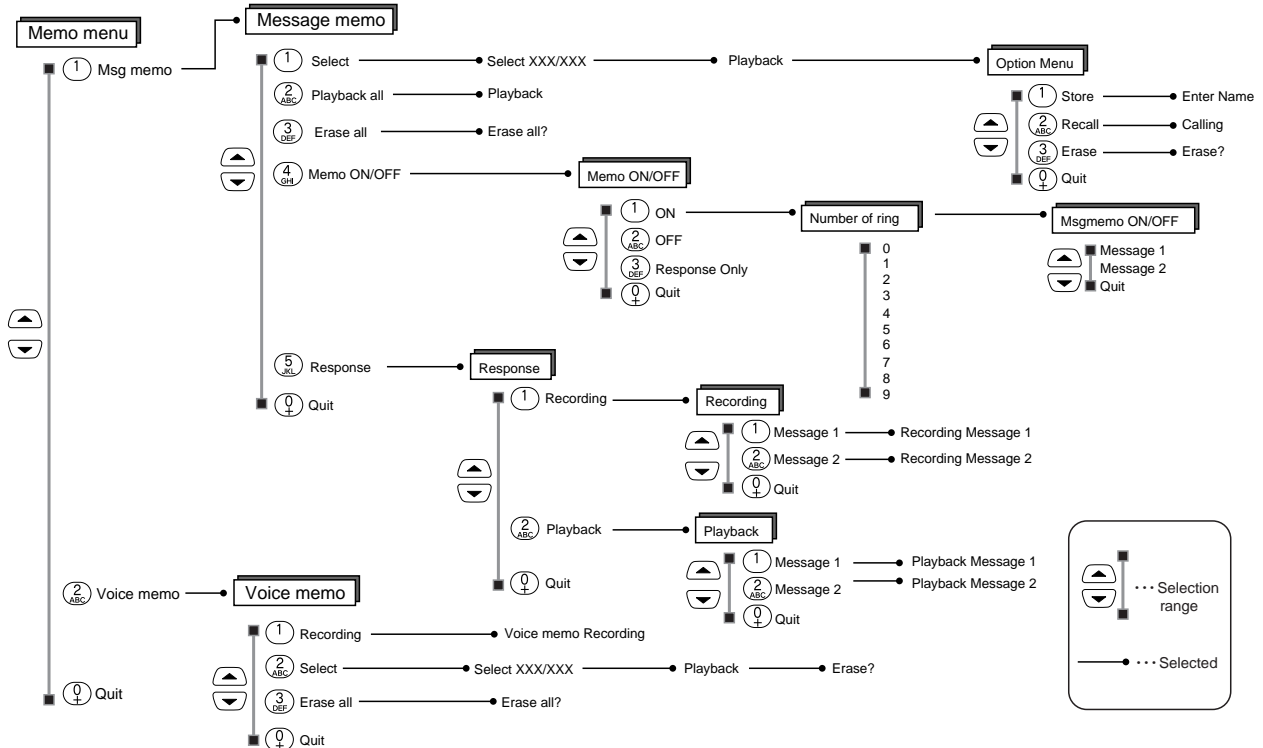 Memo menu
1 Msg memo
Message memo
1 Select
Select XXX/XXX
Playback
Option Menu
1 Store
Enter Name
2 ABC Recall
Calling
3 DEF Erase
Erase?
0 + Quit
2 ABC Playback all
Playback
3 DEF Erase all
Erase all?
4 GHI Memo ON/OFF
Memo ON/OFF
1 ON
2 ABC OFF
3 DEF Response Only
0 + Quit
Number of ring
0
1
2
3
4
5
6
7
8
9
Msgmemo ON/OFF
Message 1
Message 2
Quit
5 JKL Response
Response
1 Recording
Recording
1 Message 1
Recording Message 1
2 ABC Message 2
Recording Message 2
0 + Quit
2 ABC Playback
Playback
1 Message 1
Playback Message 1
2 ABC Message 2
Playback Message 2
0 + Quit
0 + Quit
0 + Quit
2 ABC Voice memo
Voice memo
1 Recording
Voice memo Recording
2 ABC Select
Select XXX/XXX
Playback
Erase?
3 DEF Erase all
Erase all?
0 + Quit
0 + Quit
··· Selection
range
··· Selected